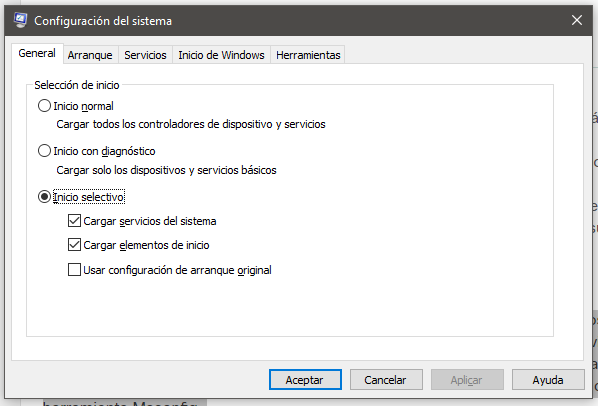 Configuración del sistema
General
Arranque
Servicios
Inicio de Windows
Herramientas
Selección de inicio
Inicio normal
Cargar todos los controladores de dispositivo y servicios
Inicio con diagnóstico
Cargar solo los dispositivos y servicios básicos
Inicio selectivo
Cargar servicios del sistema
Cargar elementos de inicio
Usar configuración de arranque original
Aceptar
Cancelar
Aplicar
Ayuda